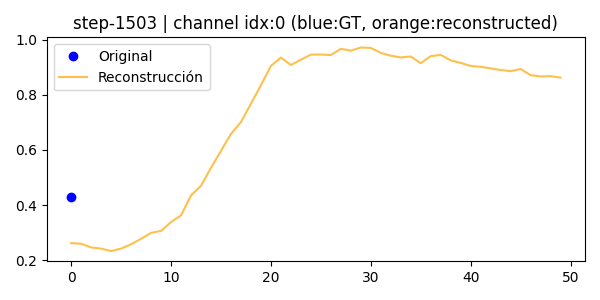 step-1503 | channel idx:0 (blue:GT, orange:reconstructed)
1.0
0.8
0.6
0.4
0.2
Original
Reconstrucción
0 10 20 30 40 50